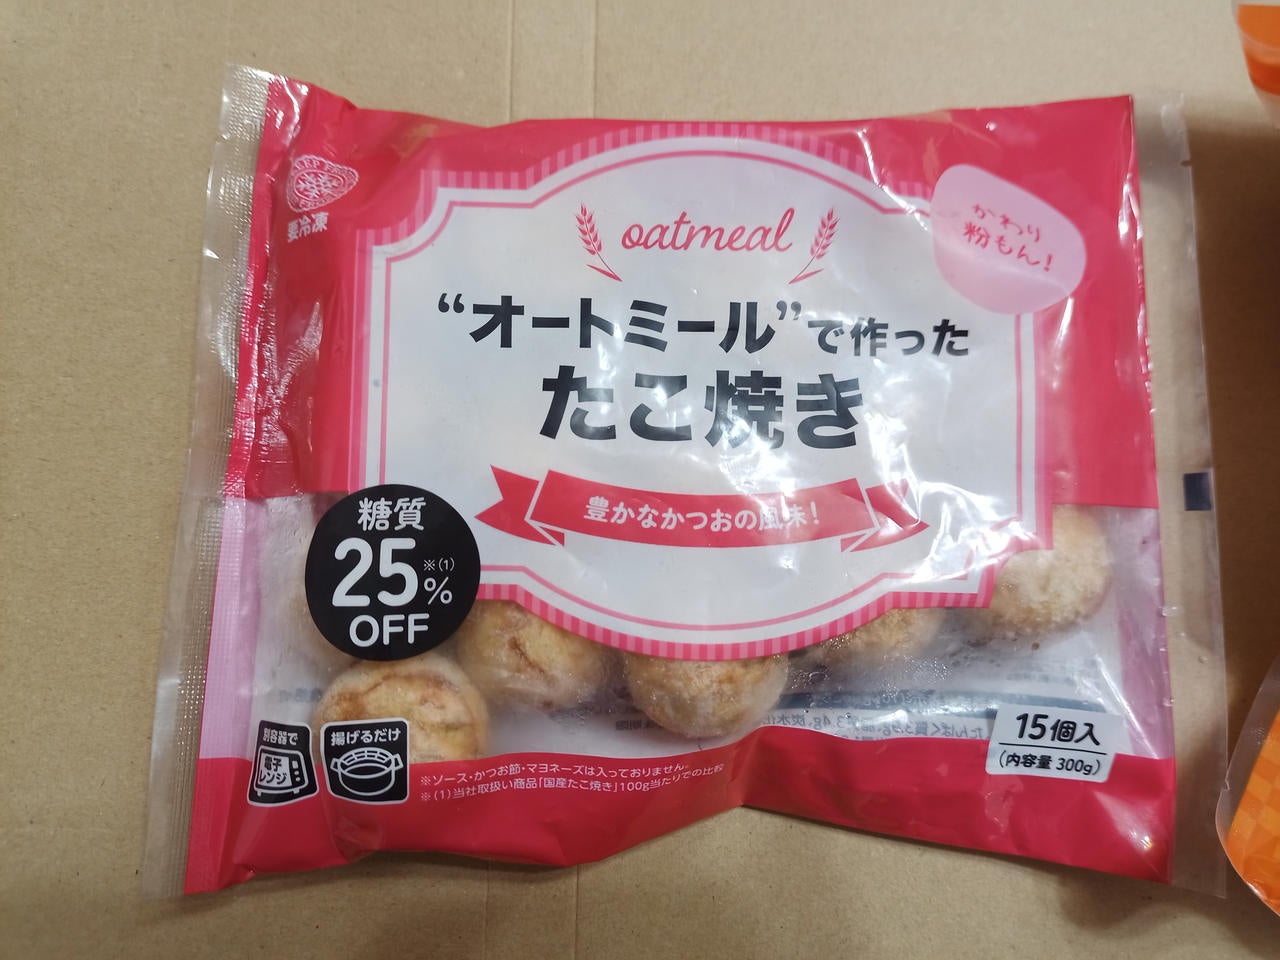 要冷凍
oatmeal
かわり
粉もん!
“オートミール”で作った
たこ焼き
豊かなかつおの風味!
糖質
25%※(1)
OFF
別容器で
電子
レンジ
揚げるだけ
※ソース・かつお節・マヨネーズは入っておりません。
※(1)当社取扱い商品「国産たこ焼き」100g当たりでの比較
15個入
(内容量 300g)